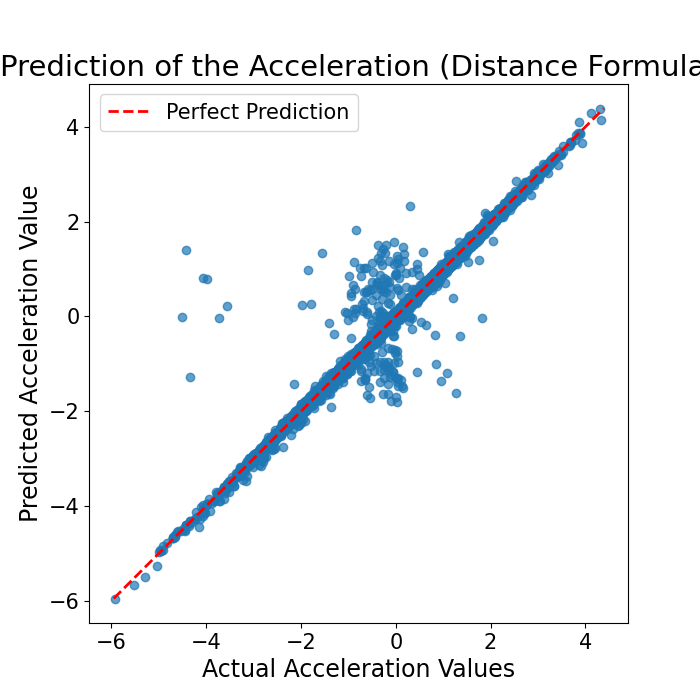 Prediction of the Acceleration (Distance Formula
Perfect Prediction
Predicted Acceleration Value
4
2
0
−2
−4
−6
−6 −4 −2 0 2 4
Actual Acceleration Values